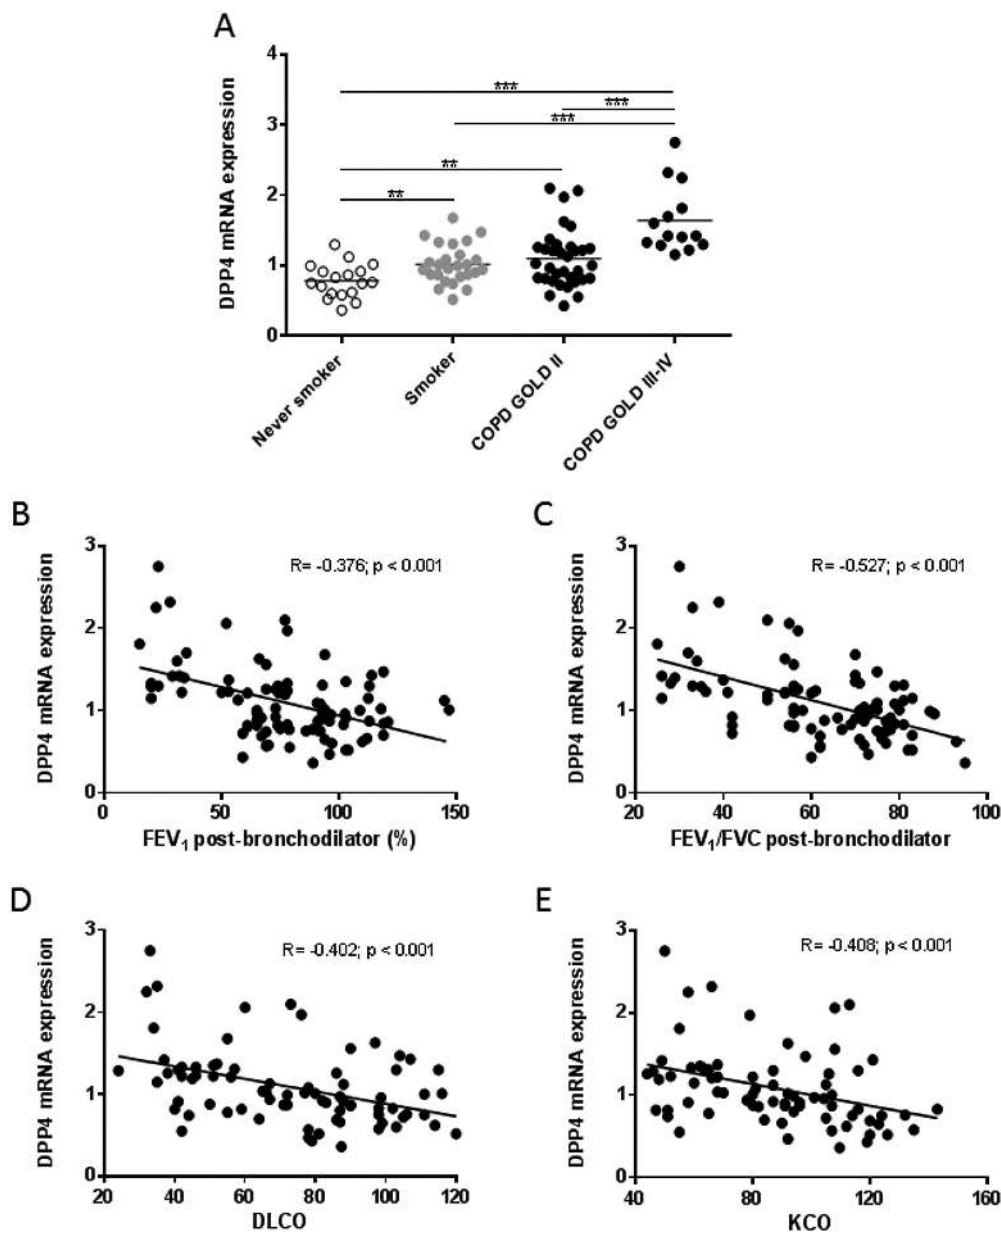 A
DPP4 mRNA expression
4
3
2
1
0
***
***
***
**
**
Never smoker
Smoker
COPD GOLD II
COPD GOLD III-IV
B
DPP4 mRNA expression
3
2
1
0
R= -0.376; p < 0.001
0 50 100 150
FEV1 post-bronchodilator (%)
C
DPP4 mRNA expression
3
2
1
0
R= -0.527; p < 0.001
20 40 60 80 100
FEV1/FVC post-bronchodilator
D
DPP4 mRNA expression
3
2
1
0
R= -0.402; p < 0.001
20 40 60 80 100 120
DLCO
E
DPP4 mRNA expression
3
2
1
0
R= -0.408; p < 0.001
40 80 120 160
KCO